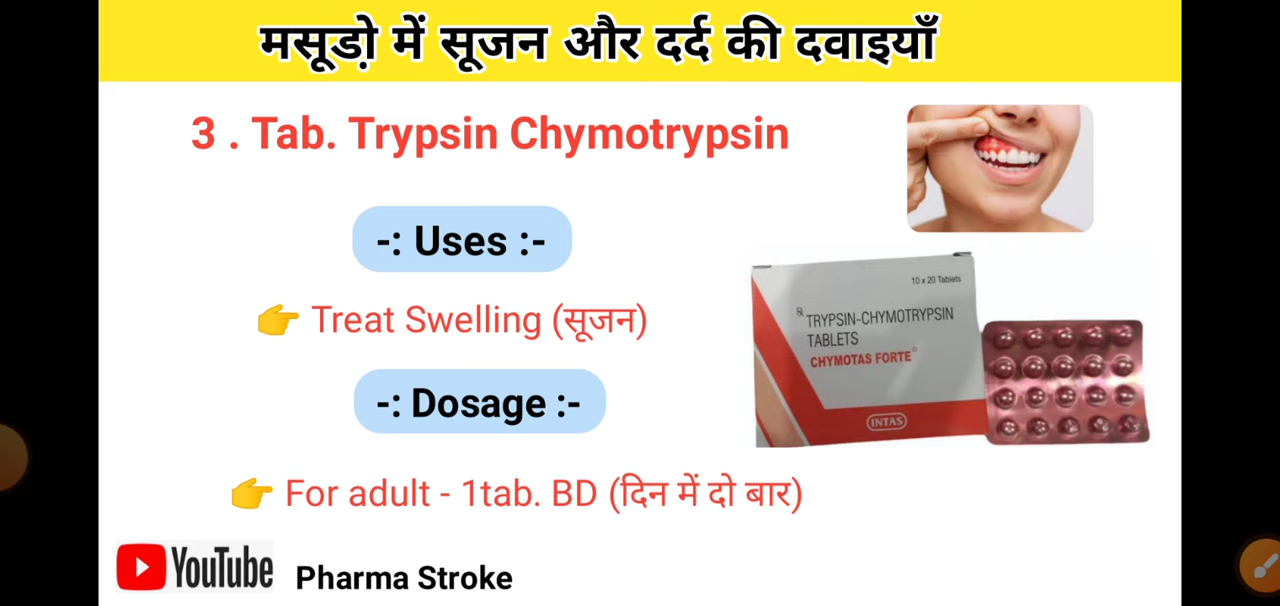 मसूडो़ में सूजन और दर्द की दवाइयाँ
3 . Tab. Trypsin Chymotrypsin
-: Uses :-
👉 Treat Swelling (सूजन)
-: Dosage :-
👉 For adult - 1tab. BD (दिन में दो बार)
10 x 20 Tablets
℞ TRYPSIN-CHYMOTRYPSIN
TABLETS
CHYMOTAS FORTE
INTAS
YouTube Pharma Stroke